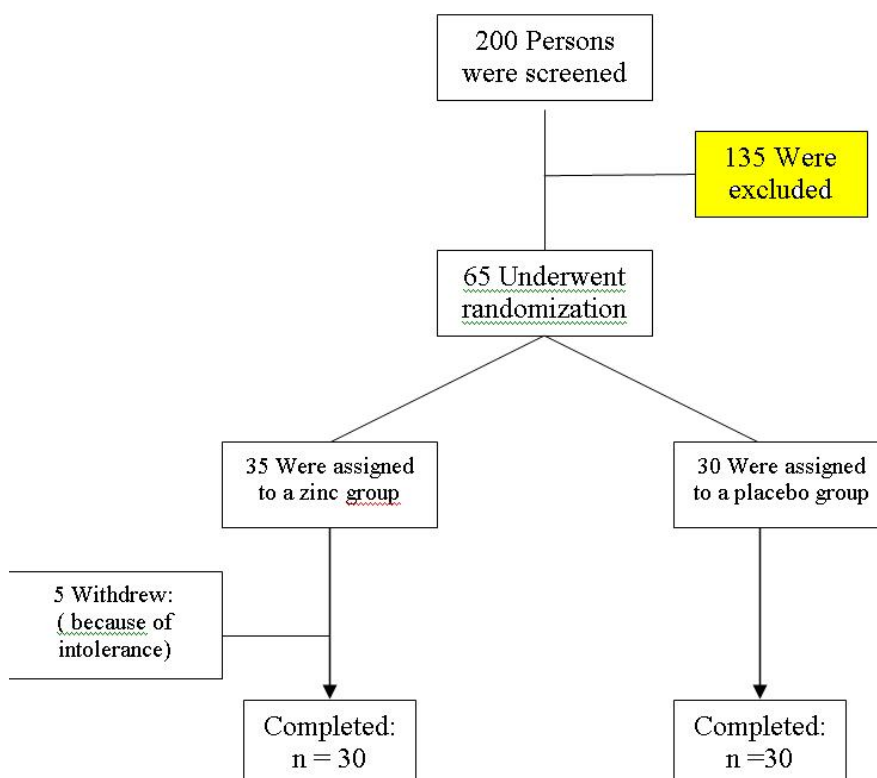 200 Persons
were screened
135 Were
excluded
65 Underwent
randomization
35 Were assigned
to a zinc group
30 Were assigned
to a placebo group
5 Withdrew:
( because of
intolerance)
Completed:
n = 30
Completed:
n =30